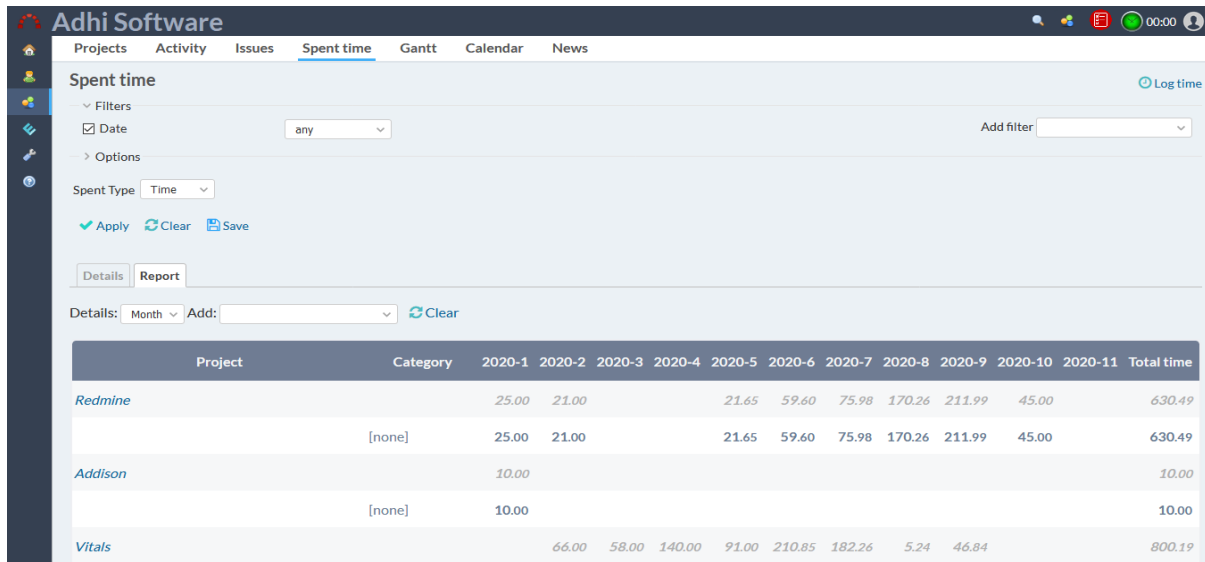 Adhi Software
00:00
Projects Activity Issues Spent time Gantt Calendar News
Spent time
Log time
Filters
Date any Add filter
Options
Spent Type Time
Apply Clear Save
Details Report
Details: Month Add: Clear
Project Category 2020-1 2020-2 2020-3 2020-4 2020-5 2020-6 2020-7 2020-8 2020-9 2020-10 2020-11 Total time
Redmine 25.00 21.00 21.65 59.60 75.98 170.26 211.99 45.00 630.49
[none] 25.00 21.00 21.65 59.60 75.98 170.26 211.99 45.00 630.49
Addison 10.00 10.00
[none] 10.00 10.00
Vitals 66.00 58.00 140.00 91.00 210.85 182.26 5.24 46.84 800.19